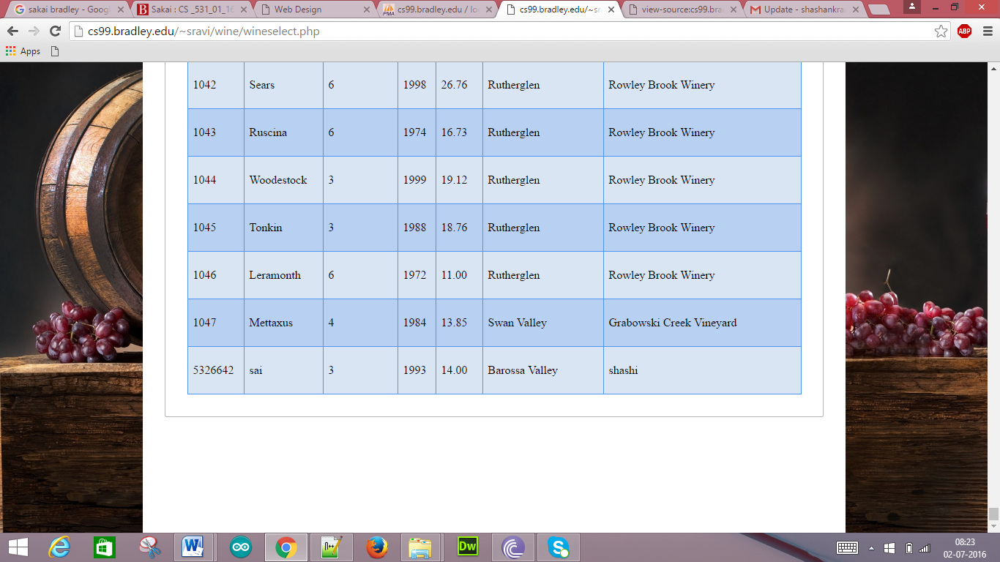 sakai bradley - Goog
Sakai : CS _531_01_16
Web Design
PMA cs99.bradley.edu / lo
cs99.bradley.edu/~sr
view-source:cs99.bra
Update - shashankra
cs99.bradley.edu/~sravi/wine/wineselect.php
ABP
Apps
1042 Sears 6 1998 26.76 Rutherglen Rowley Brook Winery
1043 Ruscina 6 1974 16.73 Rutherglen Rowley Brook Winery
1044 Woodestock 3 1999 19.12 Rutherglen Rowley Brook Winery
1045 Tonkin 3 1988 18.76 Rutherglen Rowley Brook Winery
1046 Leramonth 6 1972 11.00 Rutherglen Rowley Brook Winery
1047 Mettaxus 4 1984 13.85 Swan Valley Grabowski Creek Vineyard
5326642 sai 3 1993 14.00 Barossa Valley shashi
N++
Dw
08:23
02-07-2016